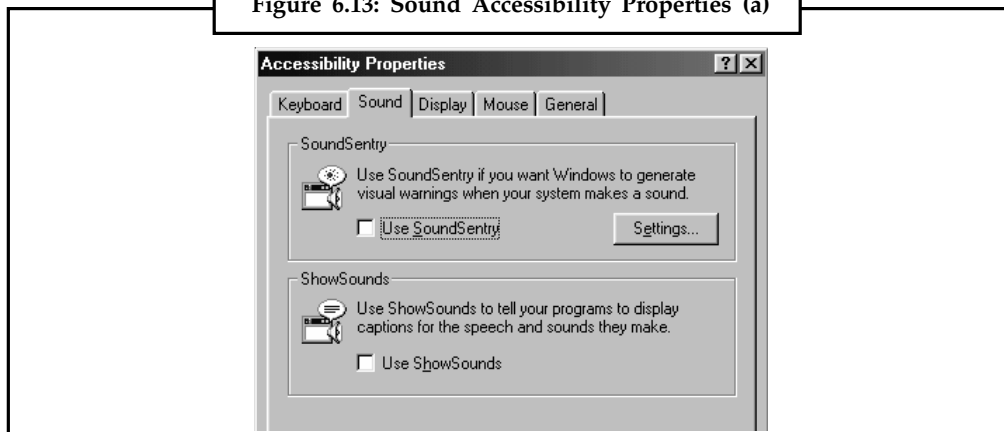 Figure 6.13: Sound Accessibility Properties (a)
Accessibility Properties
Keyboard Sound Display Mouse General
SoundSentry
Use SoundSentry if you want Windows to generate
visual warnings when your system makes a sound.
Use SoundSentry
Settings...
ShowSounds
Use ShowSounds to tell your programs to display
captions for the speech and sounds they make.
Use ShowSounds